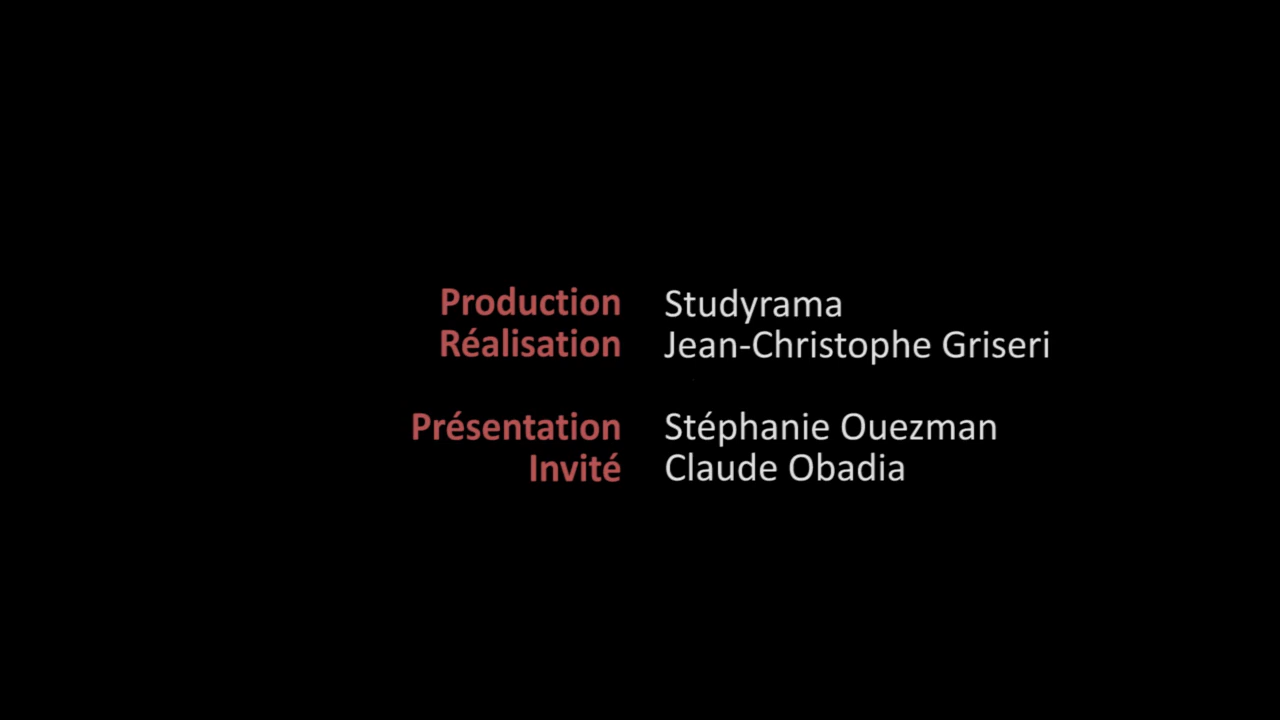 Production Studyrama
Réalisation Jean-Christophe Griseri
Présentation Stéphanie Ouezman
Invité Claude Obadia